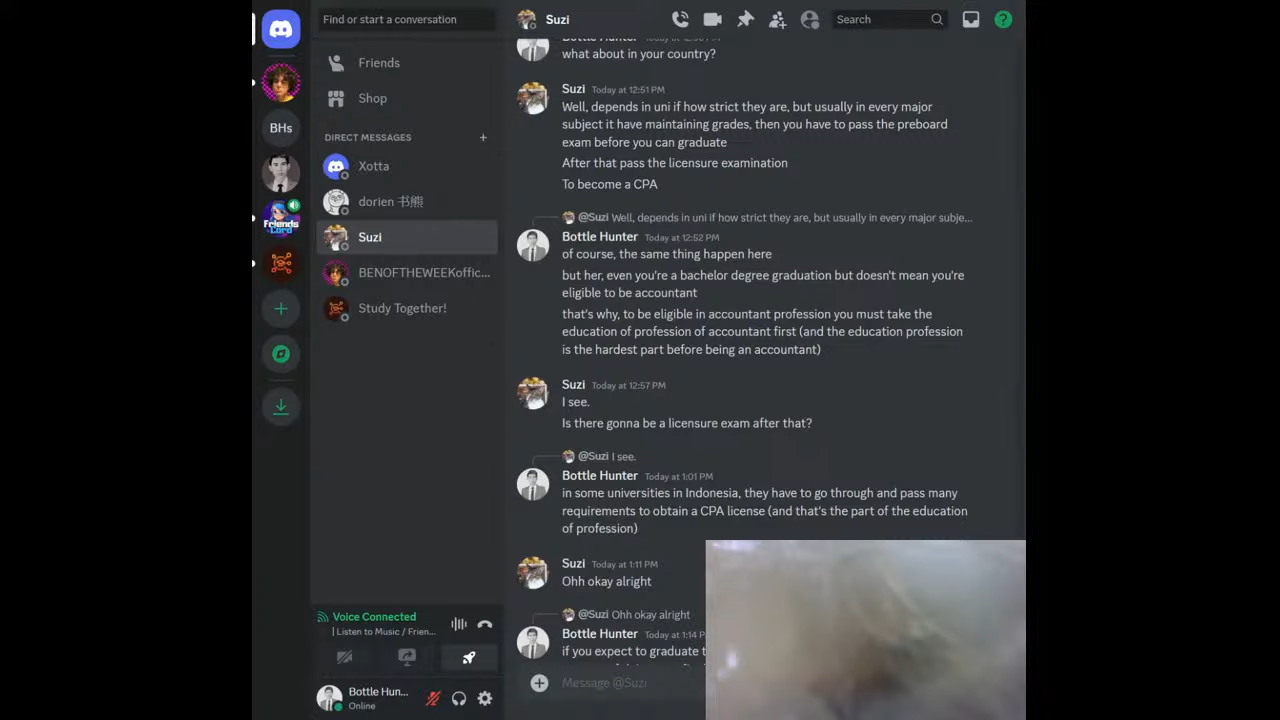 Find or start a conversation
Suzi
Search
Friends
Shop
DIRECT MESSAGES
Xotta
dorien 书熊
Suzi
BENOFTHEWEEKoffic...
Study Together!
BHs
Friends
Cord
Voice Connected
| Listen to Music / Frien...
Bottle Hun...
Online
Bottle Hunter
what about in your country?
Suzi Today at 12:51 PM
Well, depends in uni if how strict they are, but usually in every major
subject it have maintaining grades, then you have to pass the preboard
exam before you can graduate
After that pass the licensure examination
To become a CPA
@Suzi Well, depends in uni if how strict they are, but usually in every major subje...
Bottle Hunter Today at 12:52 PM
of course, the same thing happen here
but her, even you're a bachelor degree graduation but doesn't mean you're
eligible to be accountant
that's why, to be eligible in accountant profession you must take the
education of profession of accountant first (and the education profession
is the hardest part before being an accountant)
Suzi Today at 12:57 PM
I see.
Is there gonna be a licensure exam after that?
@Suzi I see.
Bottle Hunter Today at 1:01 PM
in some universities in Indonesia, they have to go through and pass many
requirements to obtain a CPA license (and that's the part of the education
of profession)
Suzi Today at 1:11 PM
Ohh okay alright
@Suzi Ohh okay alright
Bottle Hunter Today at 1:14
if you expect to graduate
Message @Suzi